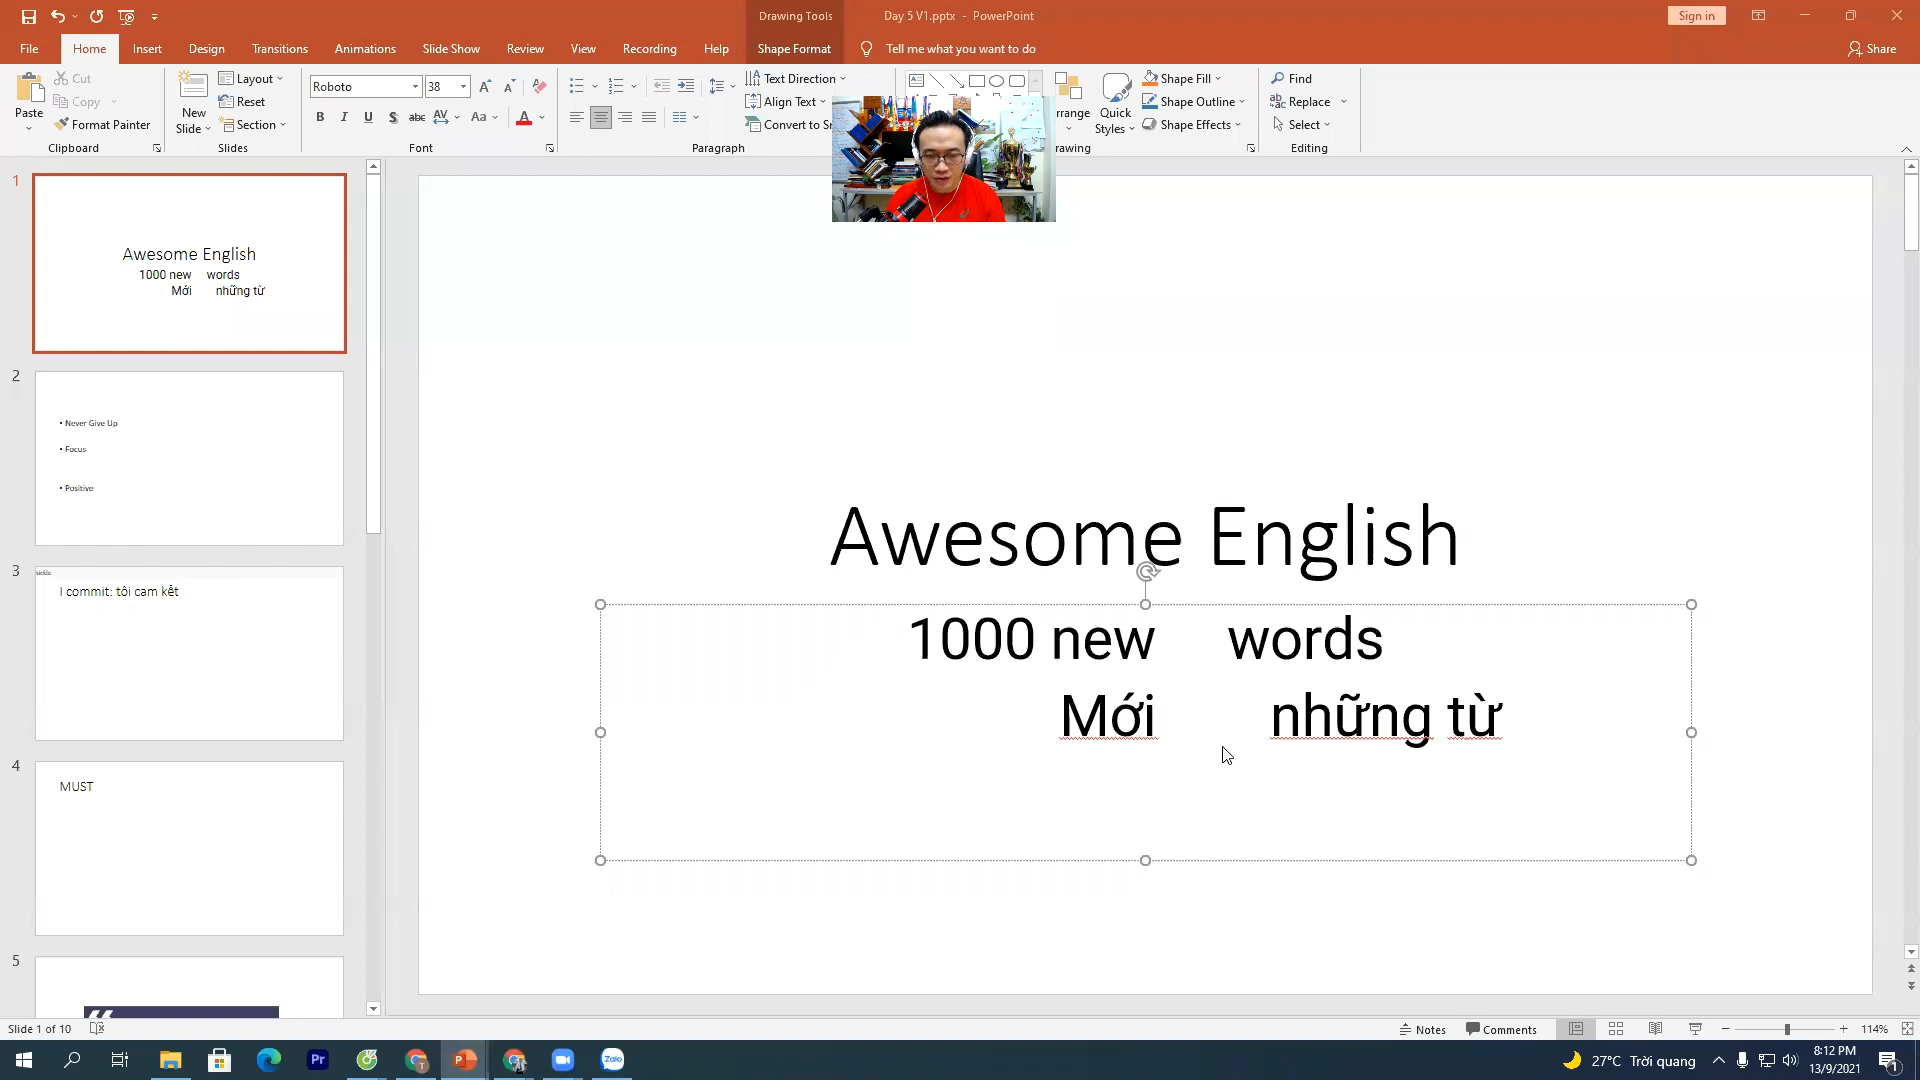 Drawing Tools
Day 5 V1.pptx - PowerPoint
Sign in
File Home Insert Design Transitions Animations Slide Show Review View Recording Help Shape Format Tell me what you want to do Share
Paste
Cut
Copy
Format Painter
Clipboard
New Slide
Layout
Reset
Section
Slides
Roboto 38
B I U S abc AV Aa A
Font
Text Direction
Align Text
Paragraph
Quick Styles
Shape Fill
Shape Outline
Shape Effects
Find
Replace
Select
Editing
1
Awesome English
1000 new words
Mới những từ
2
• Never Give Up
• Focus
• Positive
3
I commit: tôi cam kết
4
MUST
5
Awesome English
1000 new words
Mới những từ
Slide 1 of 10
Notes Comments 114%
Pr
Zalo
27°C Trời quang
8:12 PM
13/9/2021